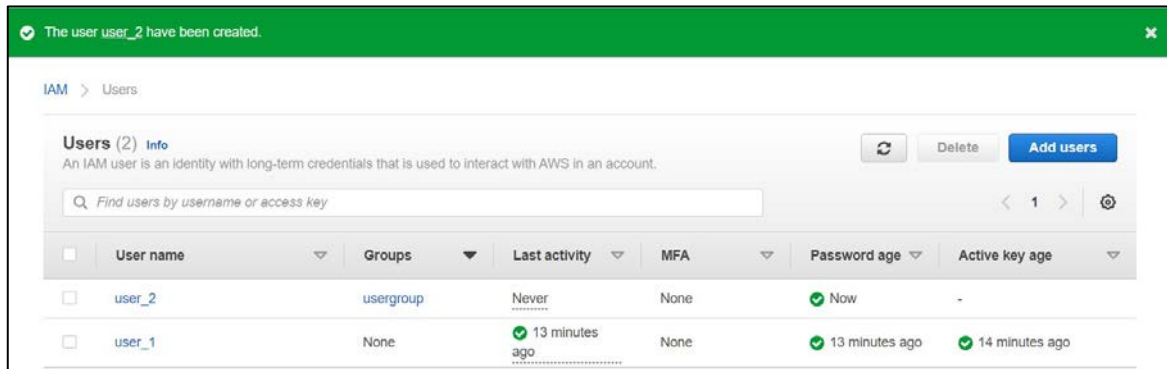 The user user_2 have been created.
IAM > Users
Users (2) Info
An IAM user is an identity with long-term credentials that is used to interact with AWS in an account.
Delete
Add users
Find users by username or access key
< 1 >
User name Groups Last activity MFA Password age Active key age
user_2 usergroup Never None Now -
user_1 None 13 minutes ago None 13 minutes ago 14 minutes ago